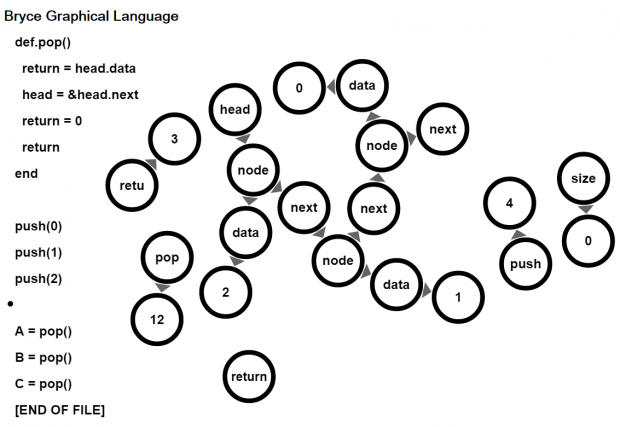 Bryce Graphical Language
def.pop()
return = head.data
head = &head.next
return = 0
return
end
push(0)
push(1)
push(2)
•
A = pop()
B = pop()
C = pop()
[END OF FILE]
retu
3
head
node
data
2
next
node
data
1
next
node
data
0
next
pop
12
return
4
push
size
0